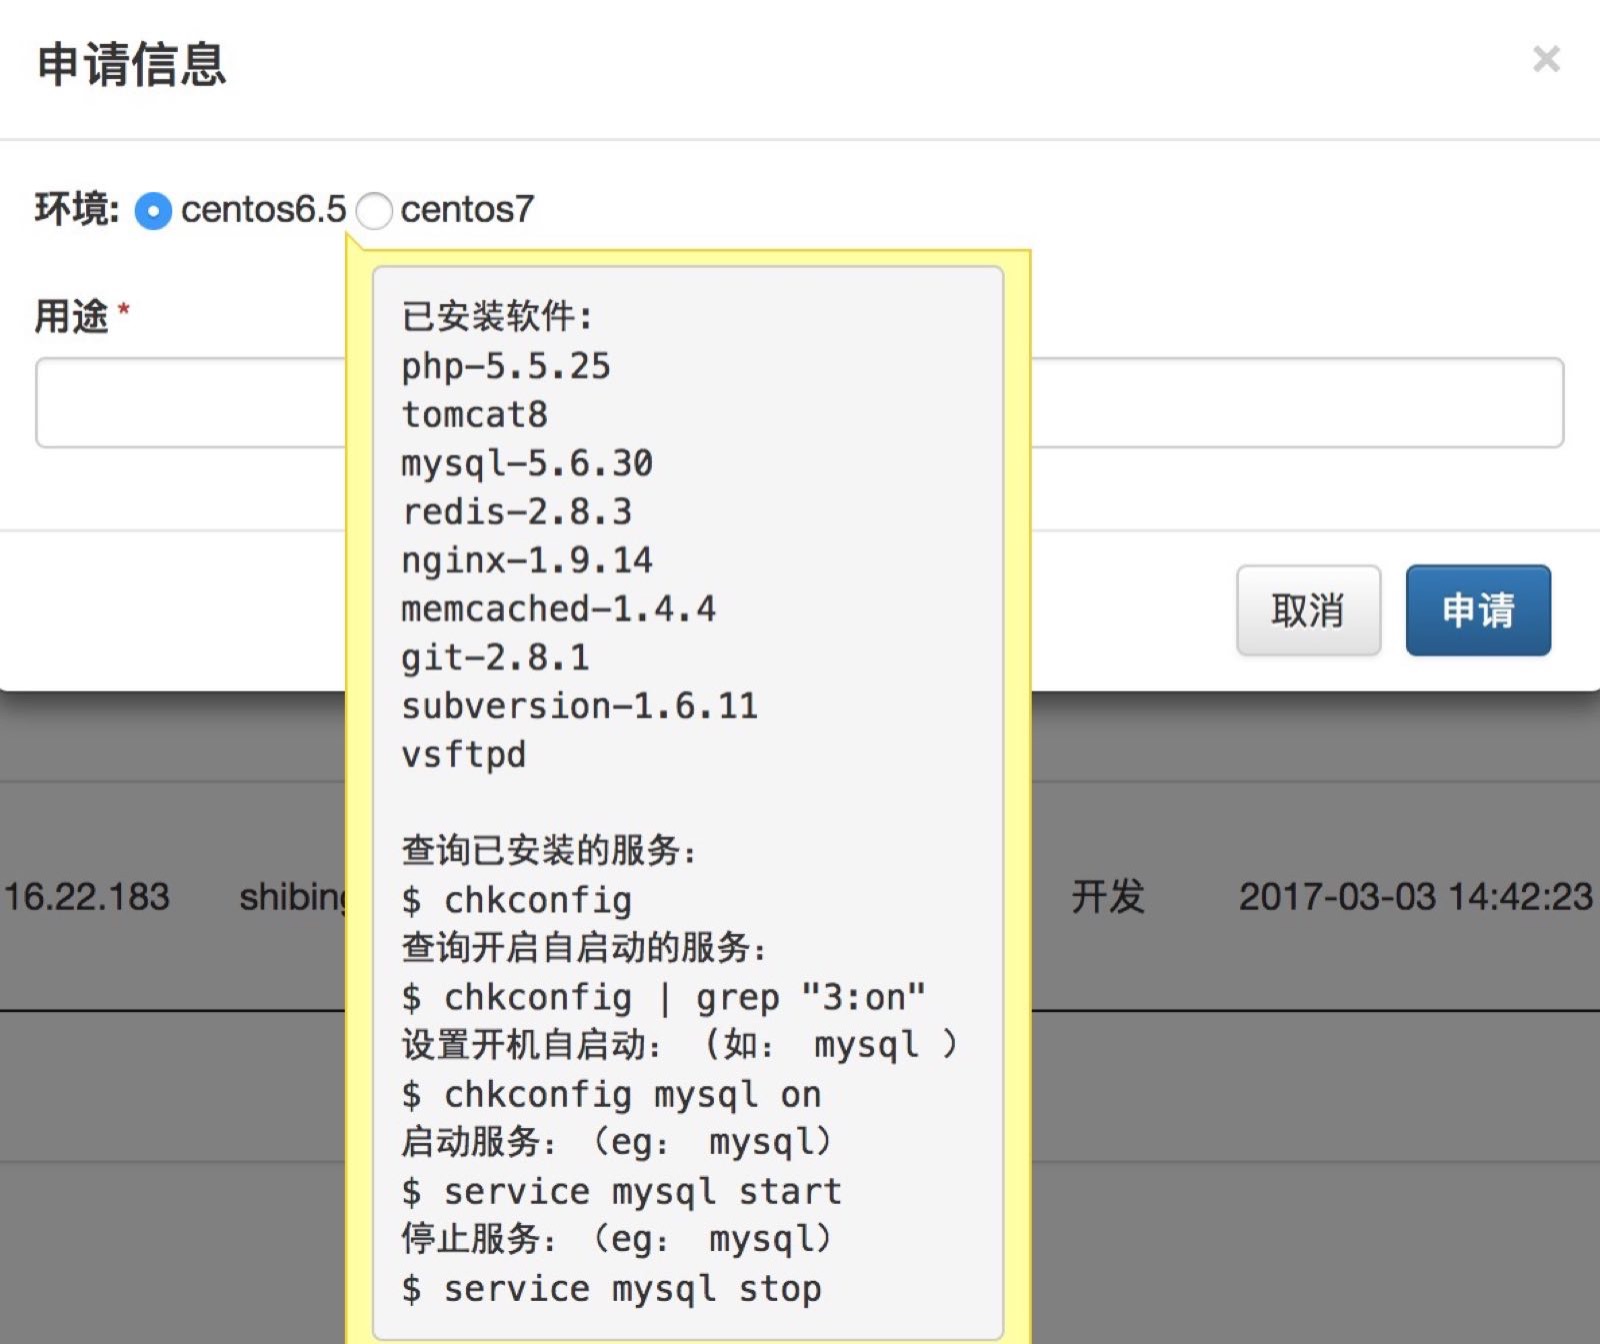 申请信息
×
环境: centos6.5 centos7
用途 *
已安装软件:
php-5.5.25
tomcat8
mysql-5.6.30
redis-2.8.3
nginx-1.9.14
memcached-1.4.4
git-2.8.1
subversion-1.6.11
vsftpd
查询已安装的服务:
$ chkconfig
查询开启自启动的服务:
$ chkconfig | grep "3:on"
设置开机自启动: (如: mysql )
$ chkconfig mysql on
启动服务: (eg: mysql)
$ service mysql start
停止服务: (eg: mysql)
$ service mysql stop
取消 申请
16.22.183 shibing 开发 2017-03-03 14:42:23